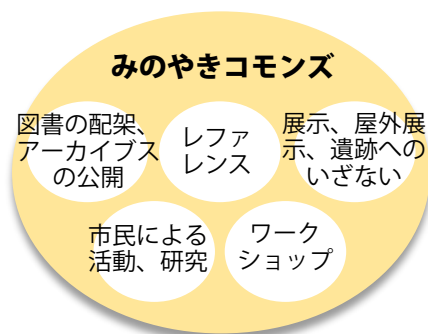 みのやきコモンズ
図書の配架、
アーカイブス
の公開
レファ
レンス
展示、屋外展
示、遺跡への
いざない
市民による
活動、研究
ワーク
ショップ